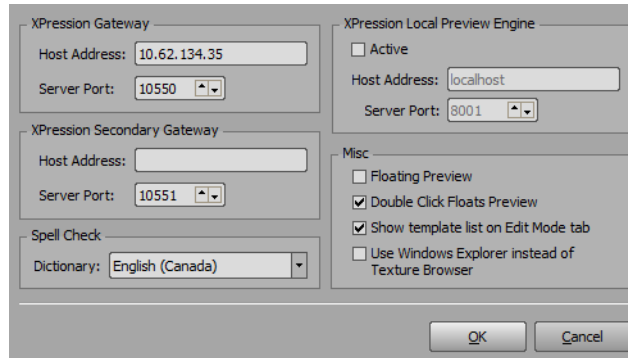 XPression Gateway
Host Address: 10.62.134.35
Server Port: 10550
XPression Secondary Gateway
Host Address:
Server Port: 10551
Spell Check
Dictionary: English (Canada)
XPression Local Preview Engine
Active
Host Address: localhost
Server Port: 8001
Misc
Floating Preview
Double Click Floats Preview
Show template list on Edit Mode tab
Use Windows Explorer instead of
Texture Browser
OK
Cancel